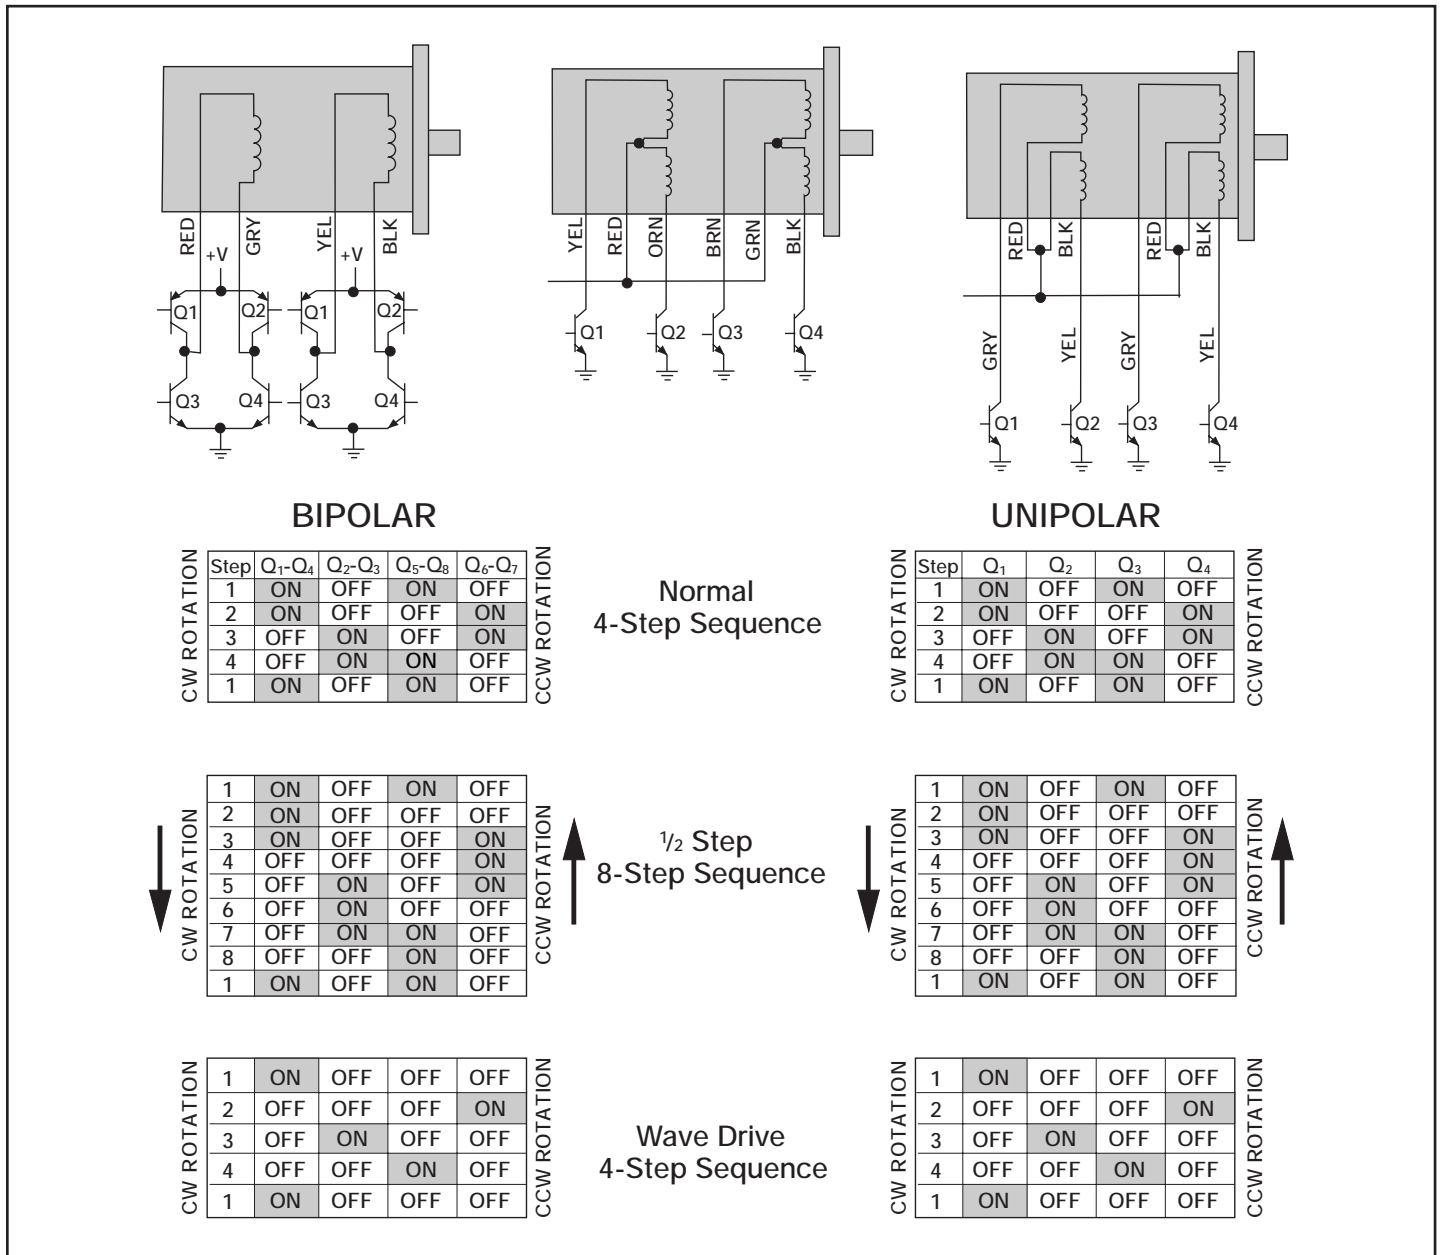 RED GRY YEL BLK
+V +V
Q1 Q2 Q1 Q2
Q3 Q4 Q3 Q4
YEL RED ORN BRN GRN BLK
Q1 Q2 Q3 Q4
RED BLK RED BLK
GRY YEL GRY YEL
Q1 Q2 Q3 Q4
BIPOLAR
UNIPOLAR
CW ROTATION
Step Q1-Q4 Q2-Q3 Q5-Q8 Q6-Q7
1 ON OFF ON OFF
2 ON OFF OFF ON
3 OFF ON OFF ON
4 OFF ON ON OFF
1 ON OFF ON OFF
CCW ROTATION
Normal
4-Step Sequence
CW ROTATION
Step Q1 Q2 Q3 Q4
1 ON OFF ON OFF
2 ON OFF OFF ON
3 OFF ON OFF ON
4 OFF ON ON OFF
1 ON OFF ON OFF
CCW ROTATION
CW ROTATION
1 ON OFF ON OFF
2 ON OFF OFF OFF
3 ON OFF OFF ON
4 OFF OFF OFF ON
5 OFF ON OFF ON
6 OFF ON OFF OFF
7 OFF ON ON OFF
8 OFF OFF ON OFF
1 ON OFF ON OFF
CCW ROTATION
1/2 Step
8-Step Sequence
CW ROTATION
1 ON OFF ON OFF
2 ON OFF OFF OFF
3 ON OFF OFF ON
4 OFF OFF OFF ON
5 OFF ON OFF ON
6 OFF ON OFF OFF
7 OFF ON ON OFF
8 OFF OFF ON OFF
1 ON OFF ON OFF
CCW ROTATION
CW ROTATION
1 ON OFF OFF OFF
2 OFF OFF OFF ON
3 OFF ON OFF OFF
4 OFF OFF ON OFF
1 ON OFF OFF OFF
CCW ROTATION
Wave Drive
4-Step Sequence
CW ROTATION
1 ON OFF OFF OFF
2 OFF OFF OFF ON
3 OFF ON OFF OFF
4 OFF OFF ON OFF
1 ON OFF OFF OFF
CCW ROTATION